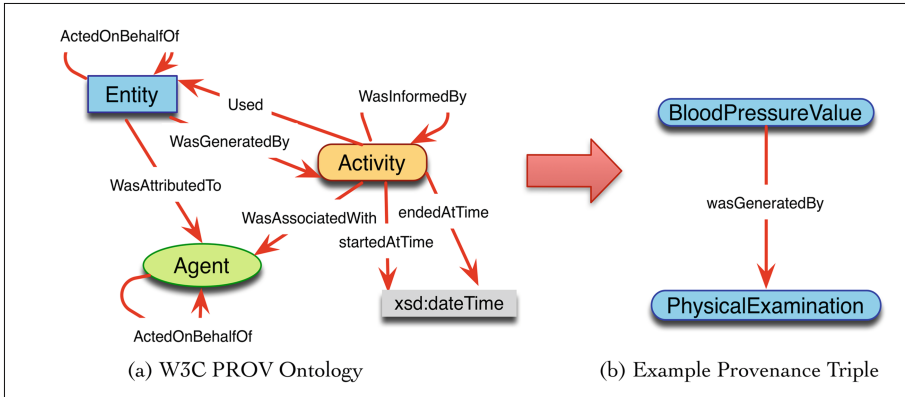 ActedOnBehalfOf
Entity
Used
WasInformedBy
WasGeneratedBy
Activity
WasAttributedTo
WasAssociatedWith
endedAtTime
startedAtTime
Agent
xsd:dateTime
ActedOnBehalfOf
(a) W3C PROV Ontology
BloodPressureValue
wasGeneratedBy
PhysicalExamination
(b) Example Provenance Triple